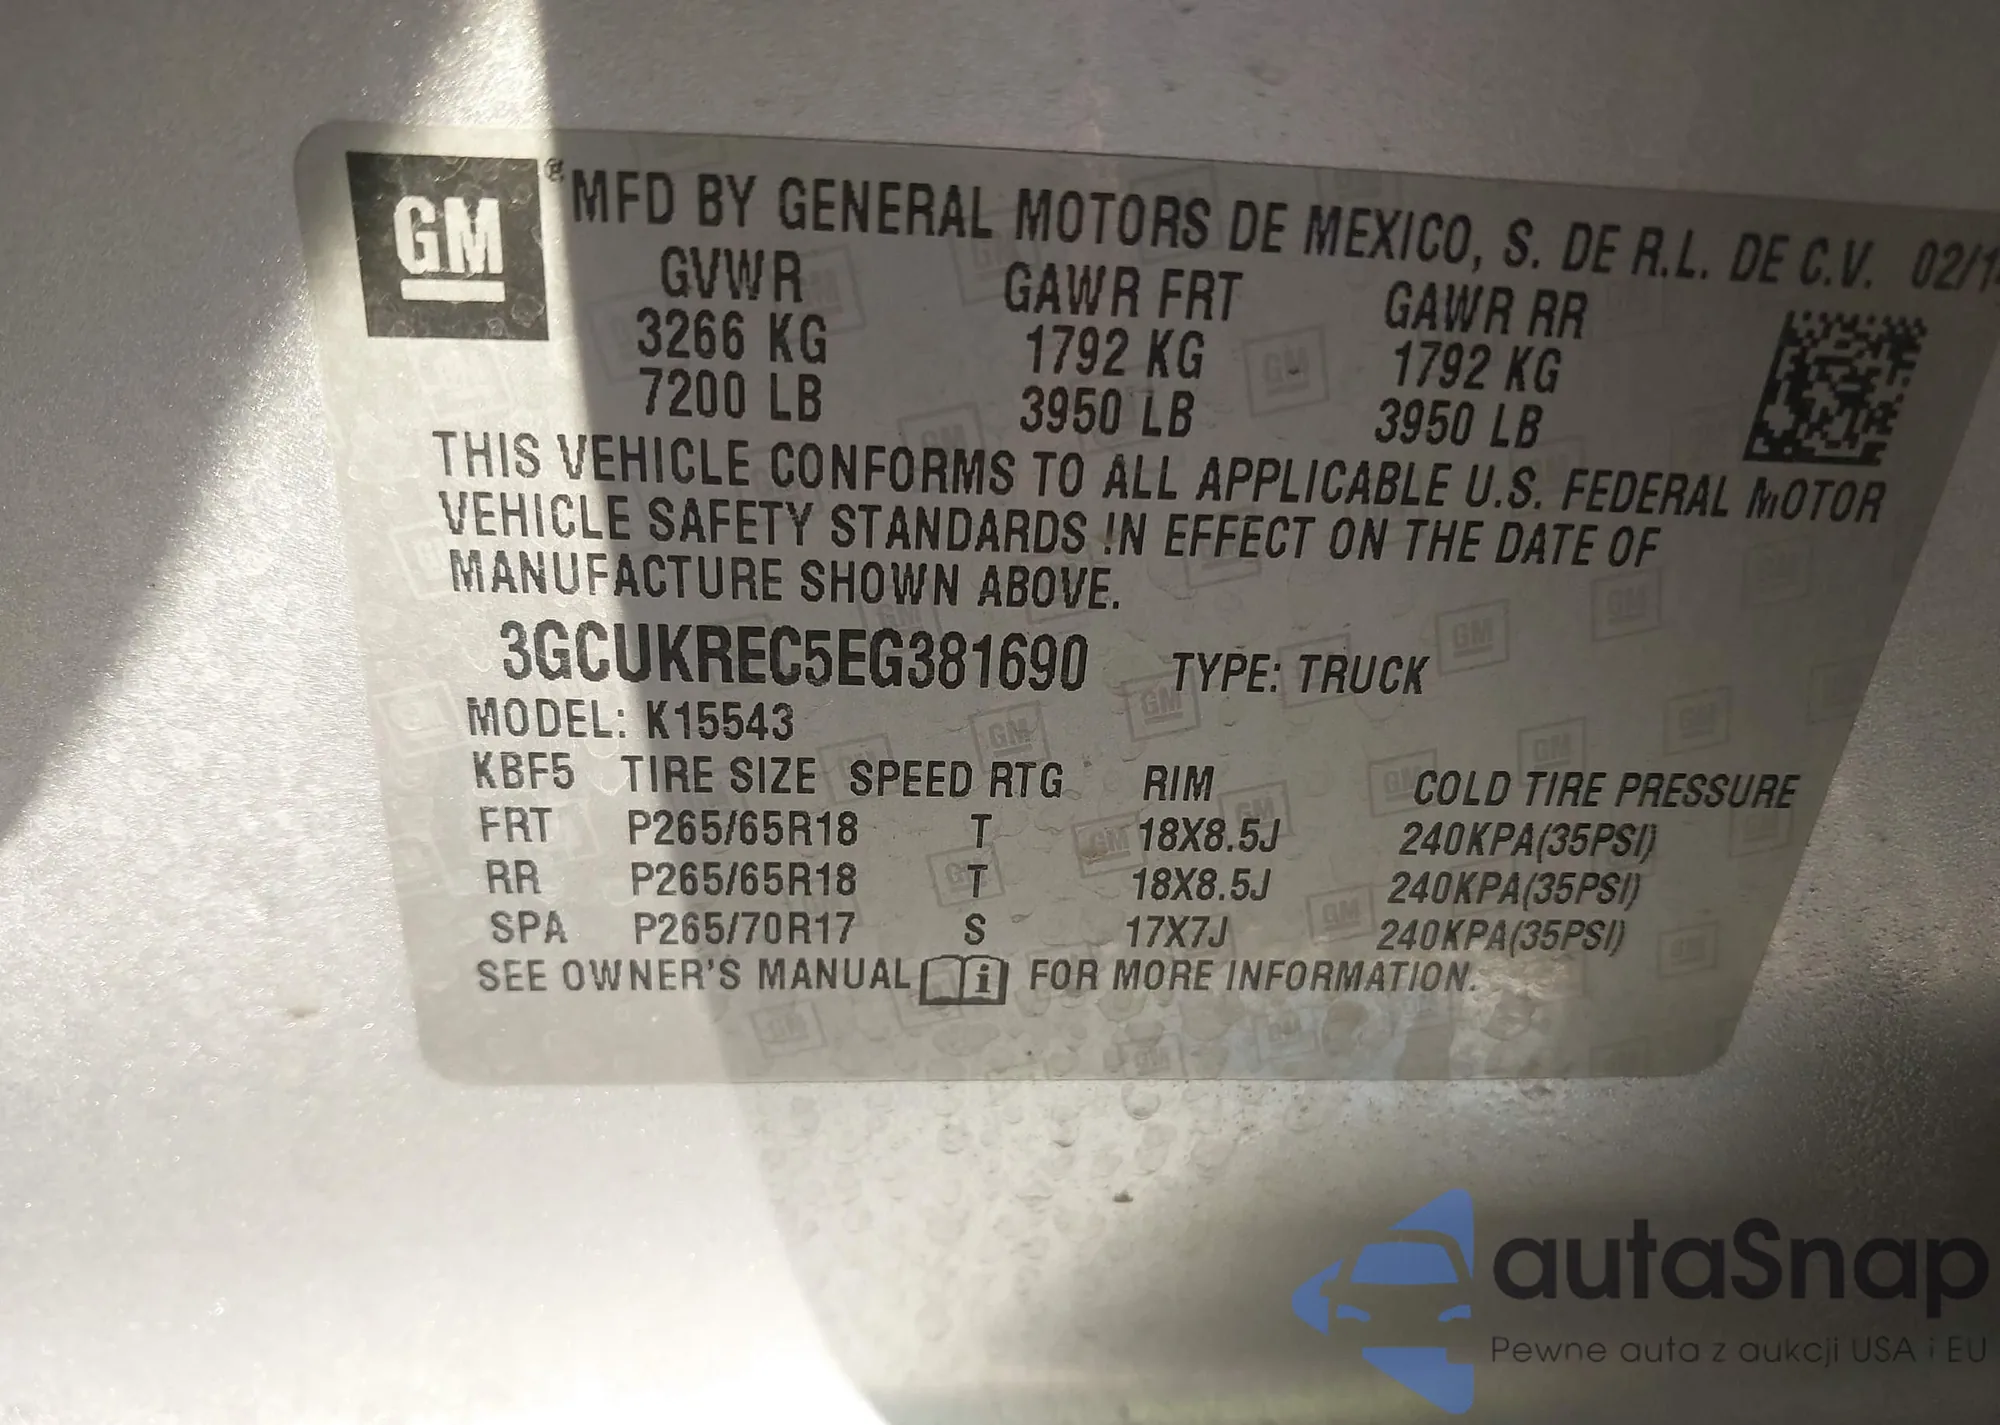 GM ® MFD BY GENERAL MOTORS DE MEXICO, S. DE R.L. DE C.V. 02/14
GVWR GAWR FRT GAWR RR
3266 KG 1792 KG 1792 KG
7200 LB 3950 LB 3950 LB
THIS VEHICLE CONFORMS TO ALL APPLICABLE U.S. FEDERAL MOTOR
VEHICLE SAFETY STANDARDS IN EFFECT ON THE DATE OF
MANUFACTURE SHOWN ABOVE.
3GCUKREC5EG381690 TYPE: TRUCK
MODEL: K15543
KBF5 TIRE SIZE SPEED RTG RIM COLD TIRE PRESSURE
FRT P265/65R18 T 18X8.5J 240KPA(35PSI)
RR P265/65R18 T 18X8.5J 240KPA(35PSI)
SPA P265/70R17 S 17X7J 240KPA(35PSI)
SEE OWNER'S MANUAL i FOR MORE INFORMATION.
autaSnap
Pewne auta z aukcji USA i EU